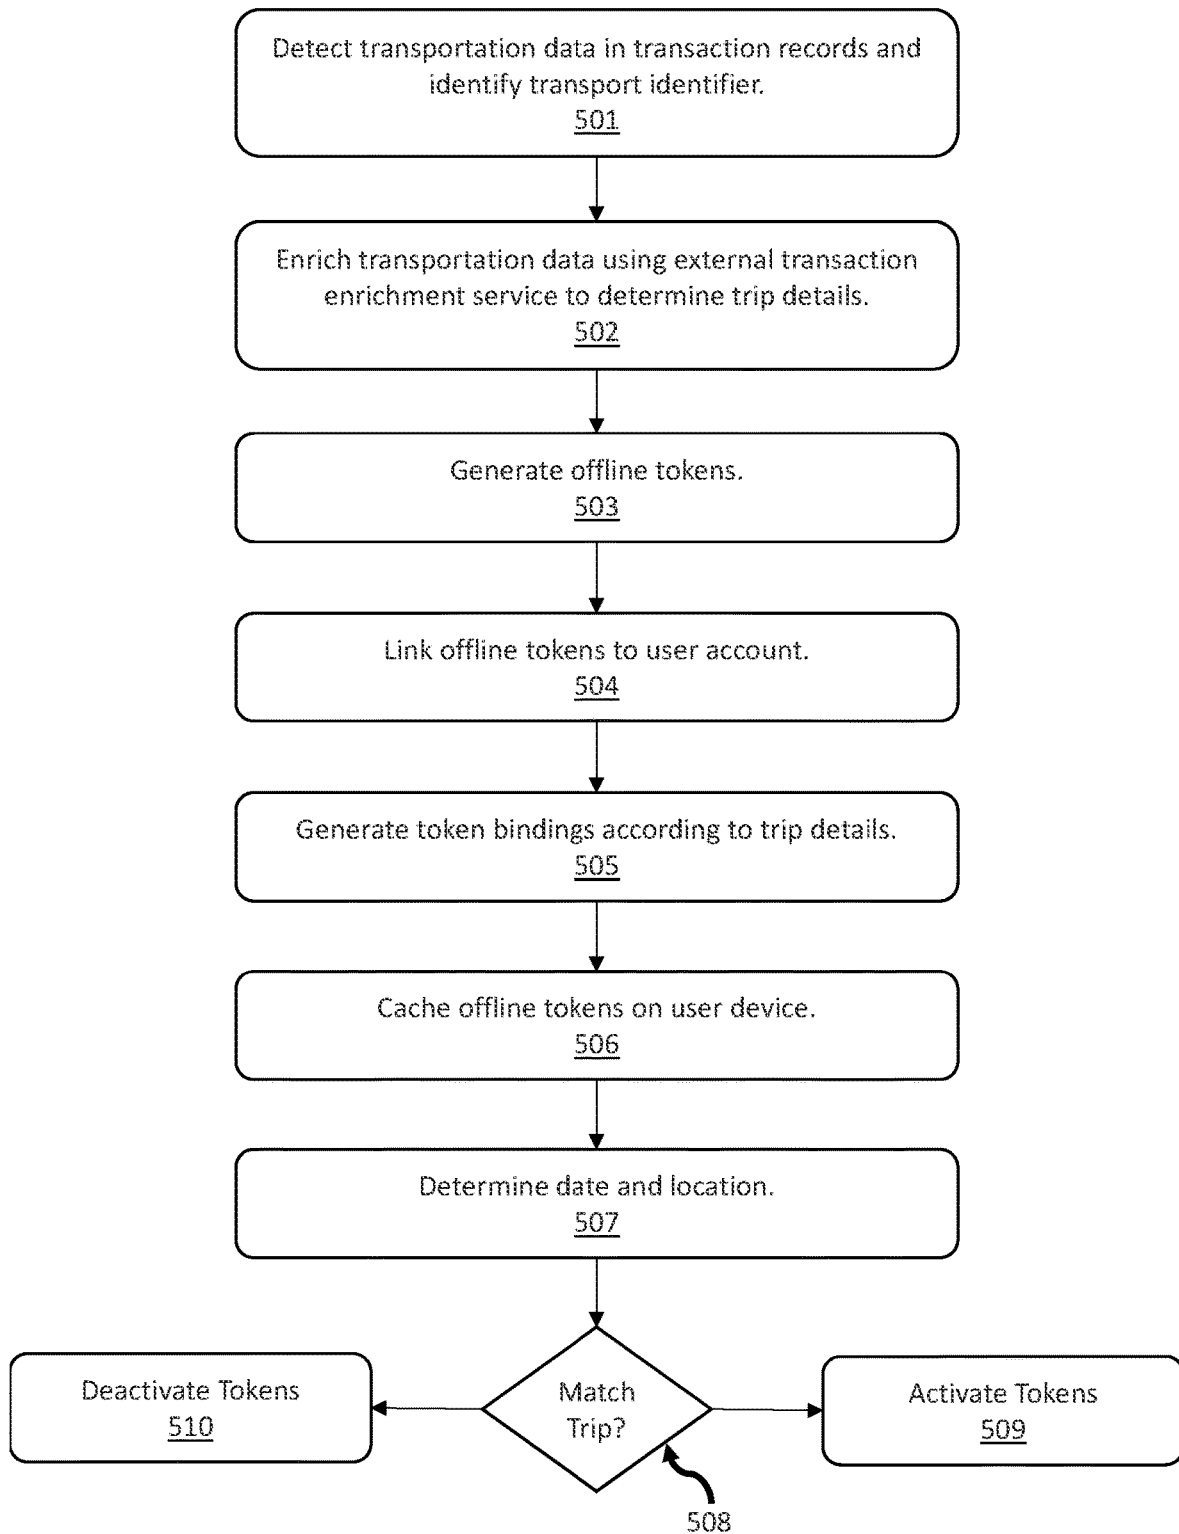 Detect transportation data in transaction records and
identify transport identifier.
501
Enrich transportation data using external transaction
enrichment service to determine trip details.
502
Generate offline tokens.
503
Link offline tokens to user account.
504
Generate token bindings according to trip details.
505
Cache offline tokens on user device.
506
Determine date and location.
507
Deactivate Tokens
510
Match
Trip?
Activate Tokens
509
508